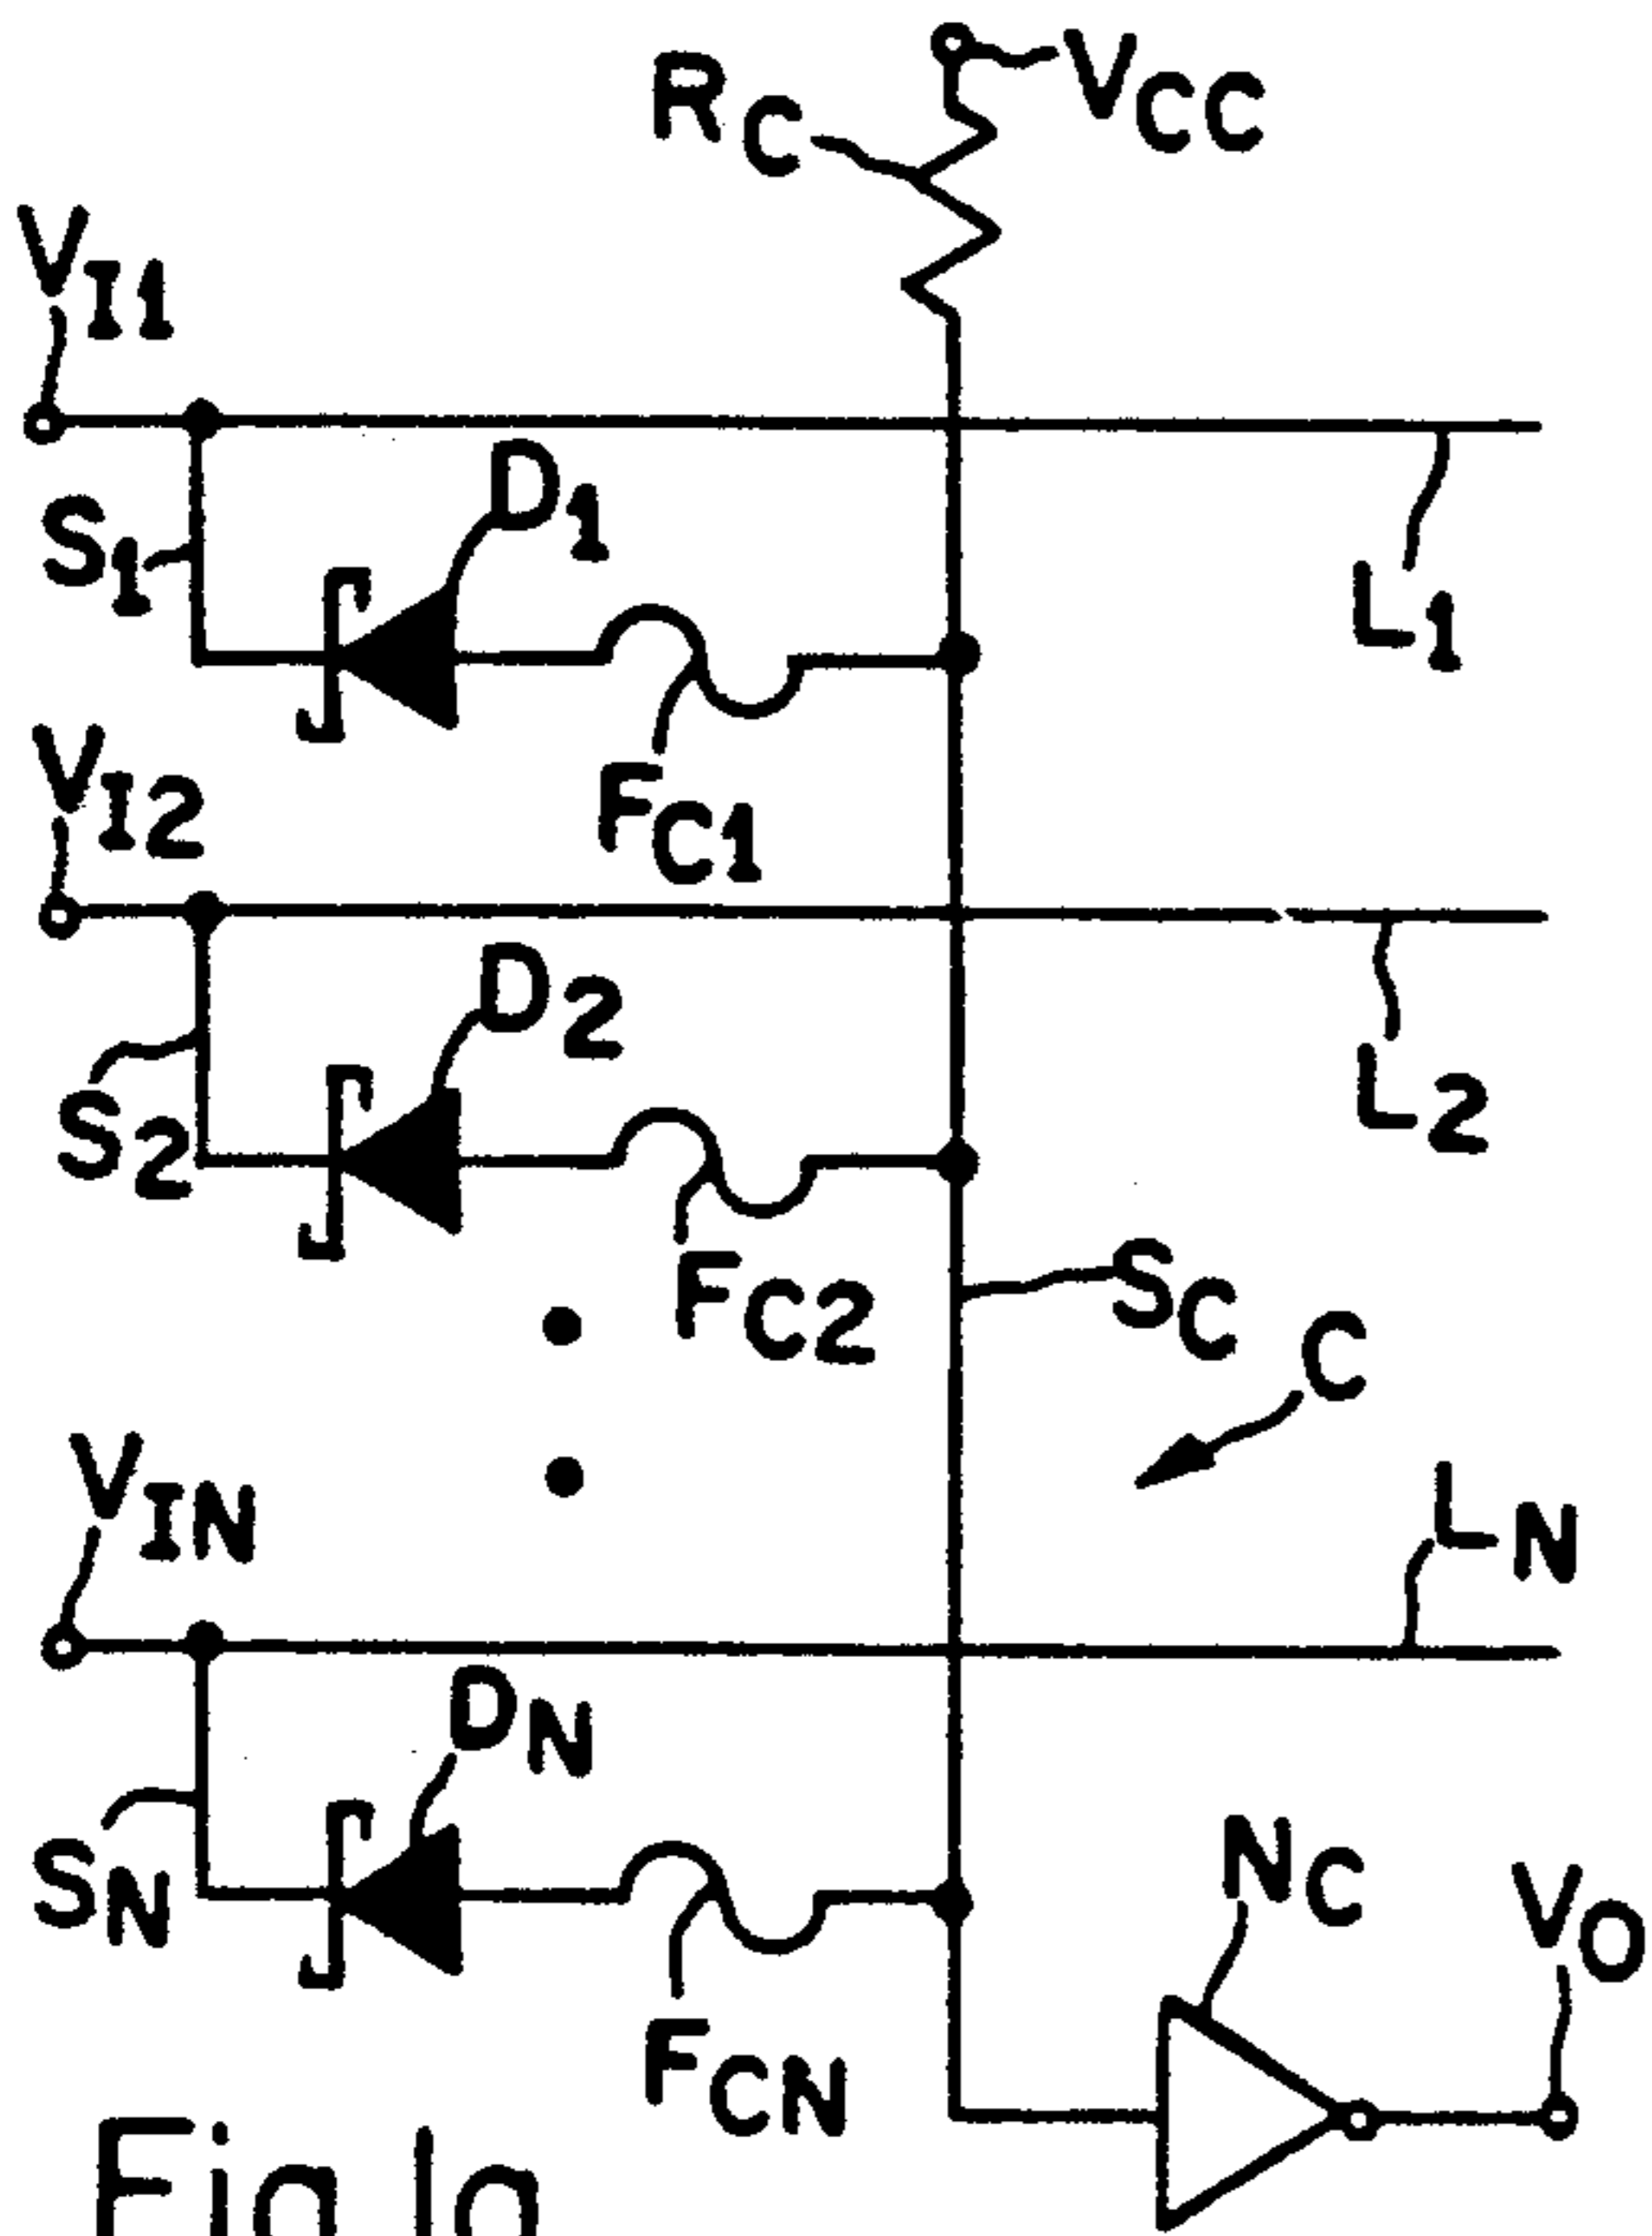 RC
VCC
VI1
D1
S1
L1
VI2
FC1
D2
S2
L2
FC2
SC
C
VIN
LN
DN
SN
NC
VO
FCN
Fig. 1a